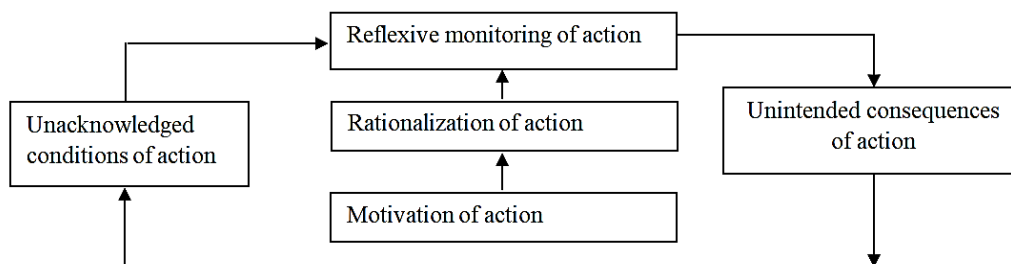 Reflexive monitoring of action
Unacknowledged
conditions of action
Rationalization of action
Unintended consequences
of action
Motivation of action